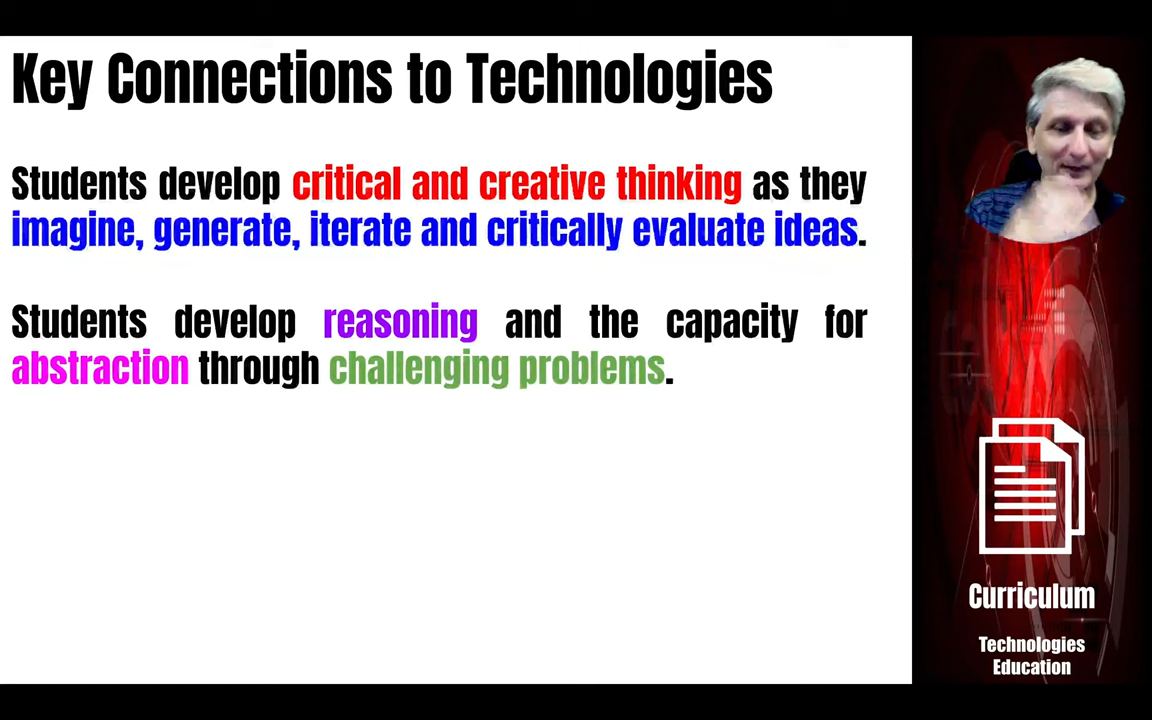 Key Connections to Technologies
Students develop critical and creative thinking as they
imagine, generate, iterate and critically evaluate ideas.
Students develop reasoning and the capacity for
abstraction through challenging problems.
Curriculum
Technologies
Education